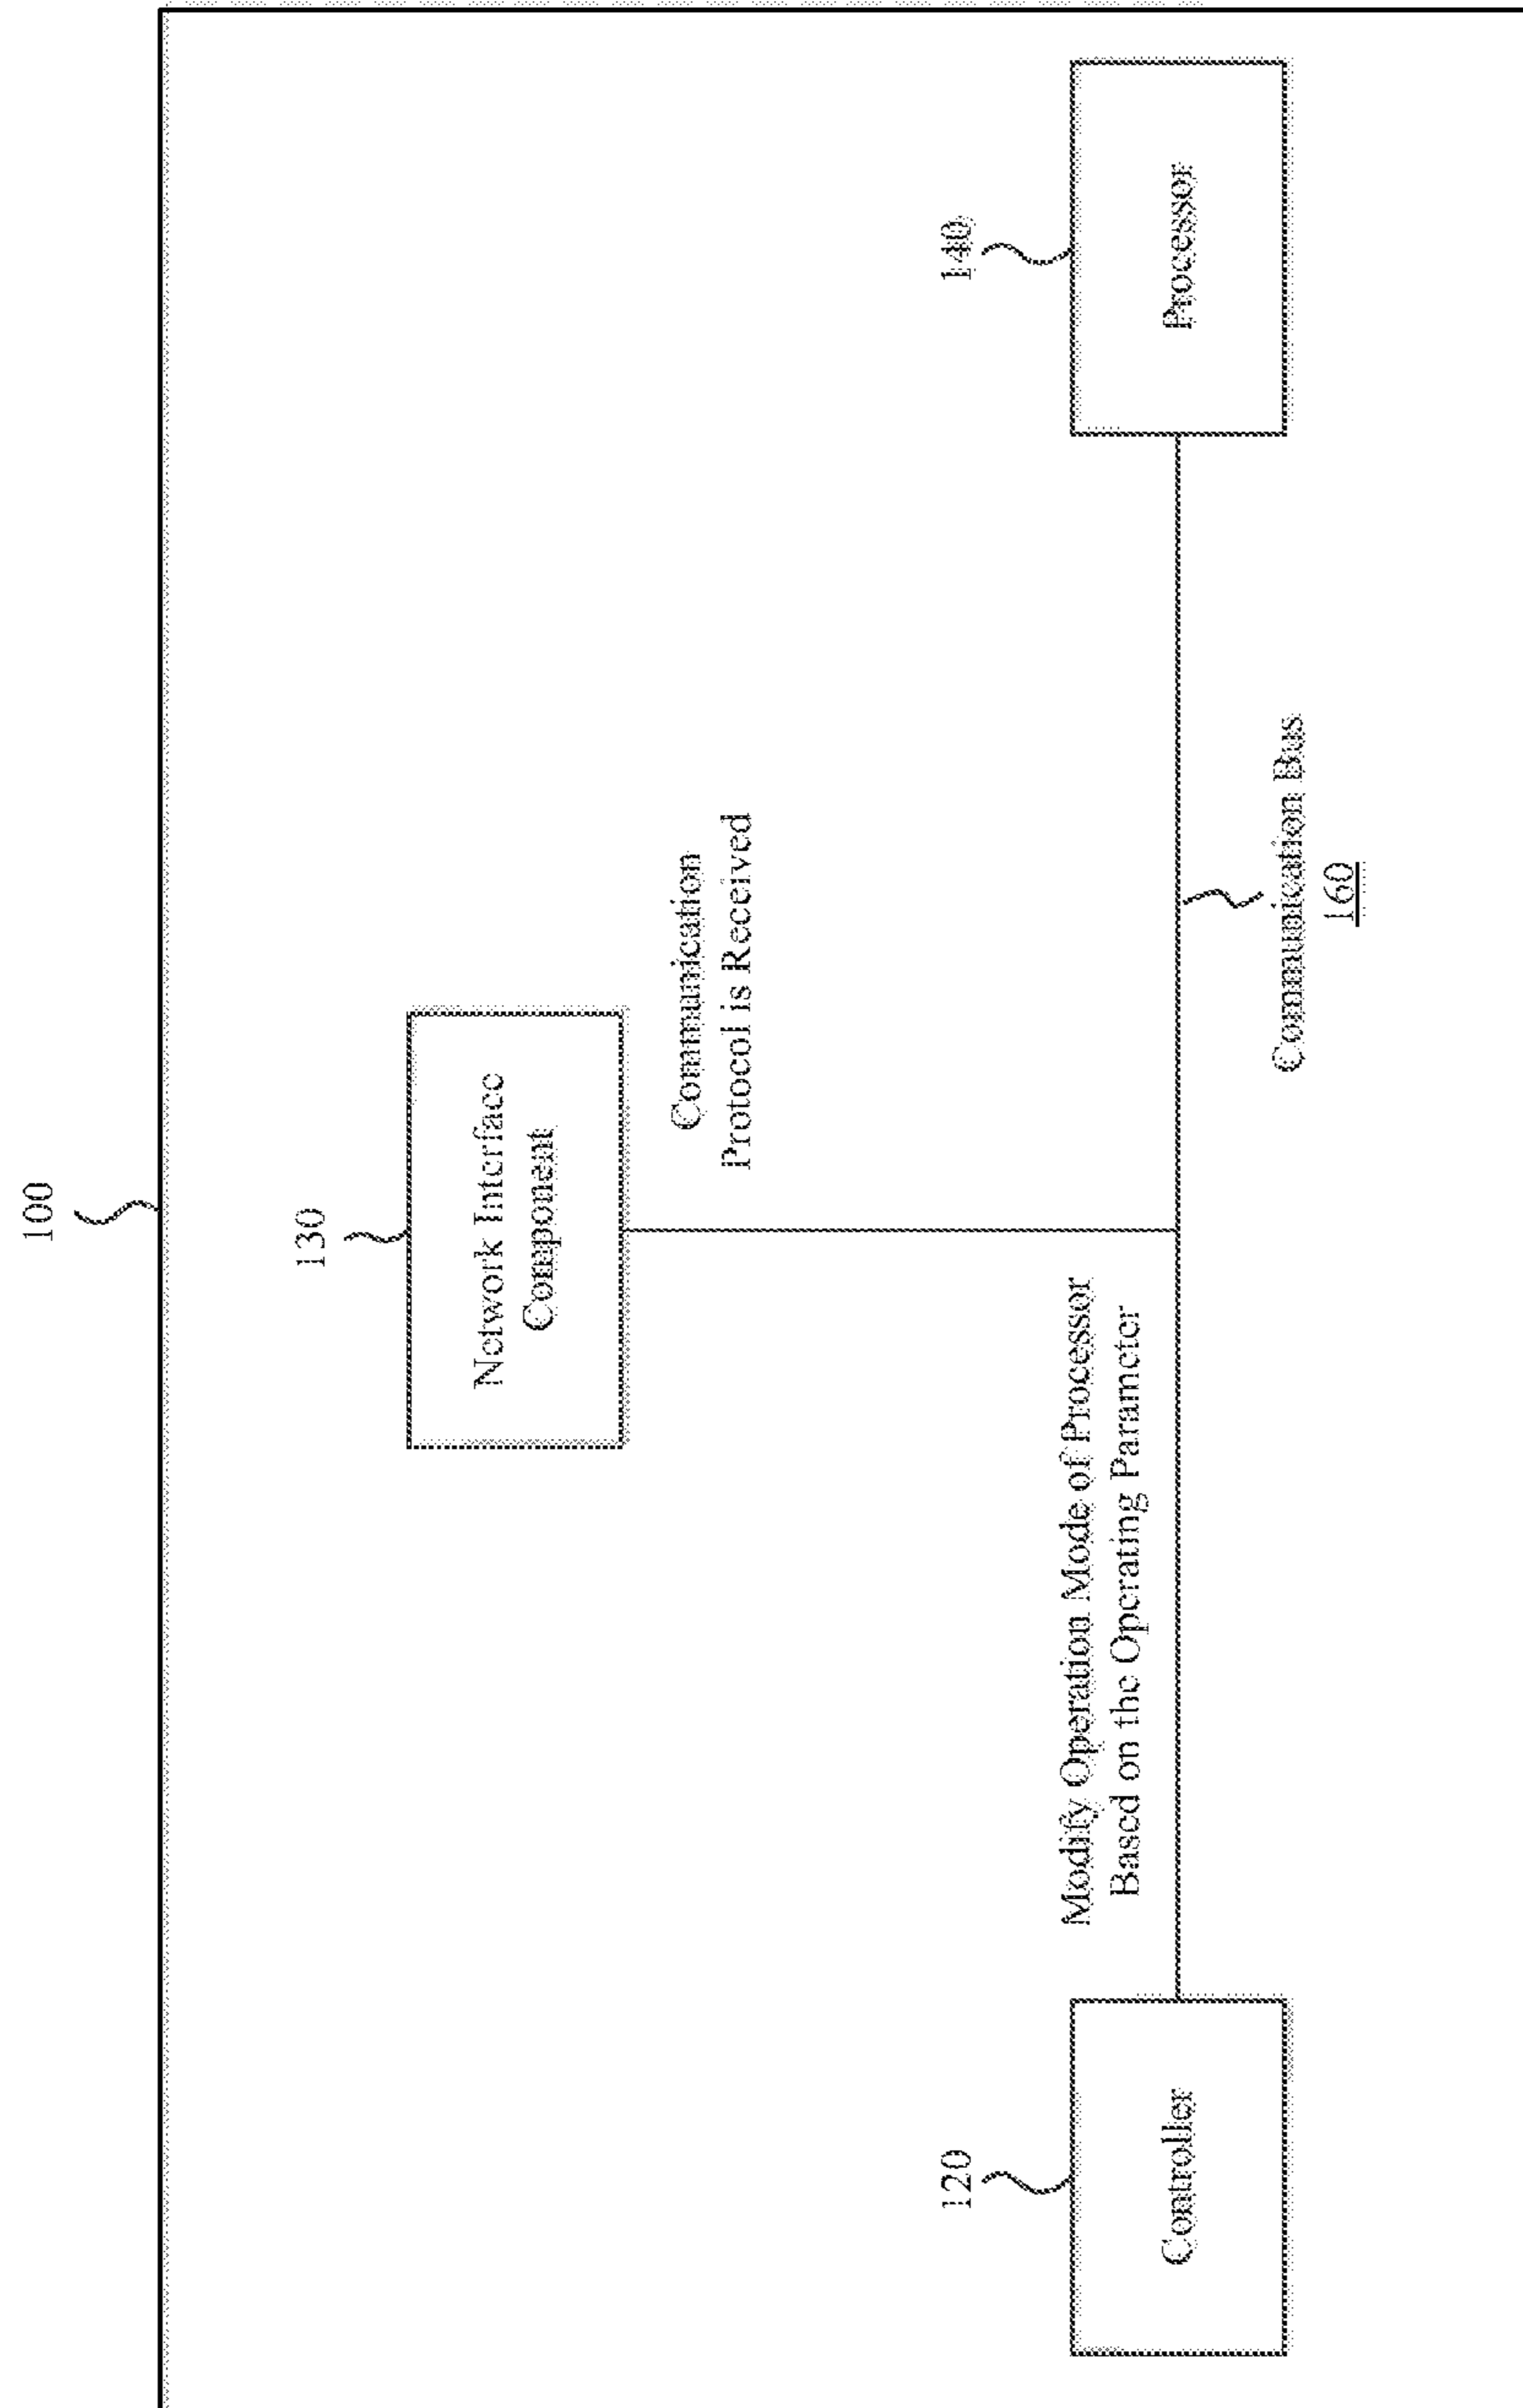 100
130
Network Interface
Component
Communication
Protocol is Received
120
Controller
Modify Operation Mode of Processor
Based on the Operating Parameter
140
Processor
Communication Bus
160